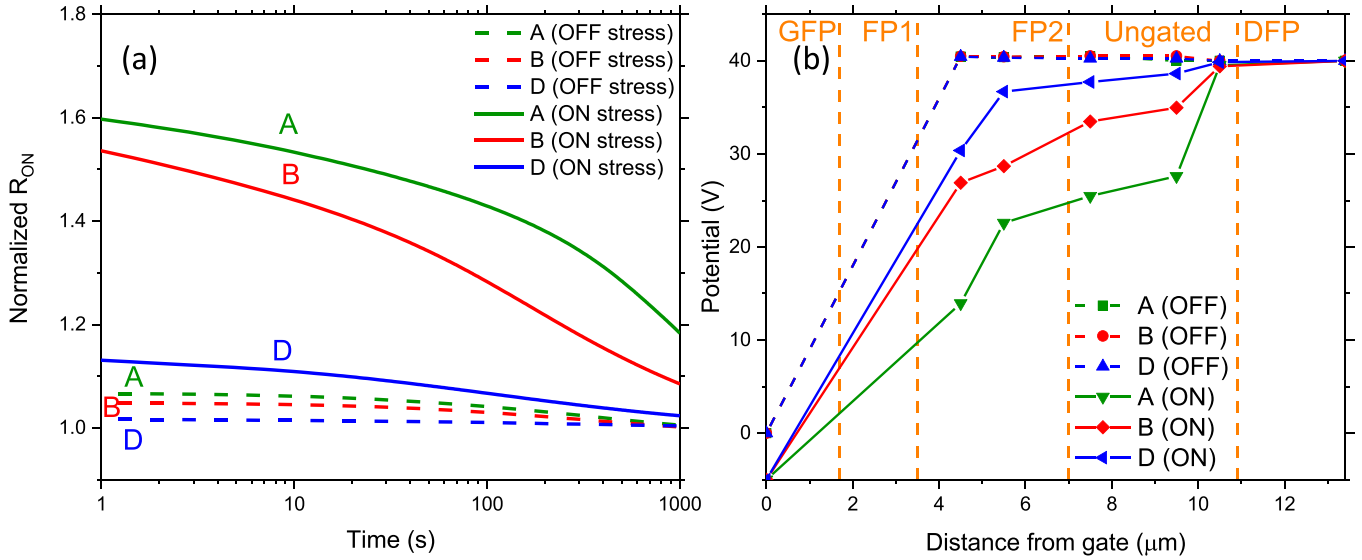 (a)
A (OFF stress)
B (OFF stress)
D (OFF stress)
A (ON stress)
B (ON stress)
D (ON stress)
A
B
D
A
B
D
1.0
1.2
1.4
1.6
1.8
Normalized R_ON
1
10
100
1000
Time (s)
(b)
GFP
FP1
FP2
Ungated
DFP
A (OFF)
B (OFF)
D (OFF)
A (ON)
B (ON)
D (ON)
0
10
20
30
40
Potential (V)
0
2
4
6
8
10
12
Distance from gate (μm)